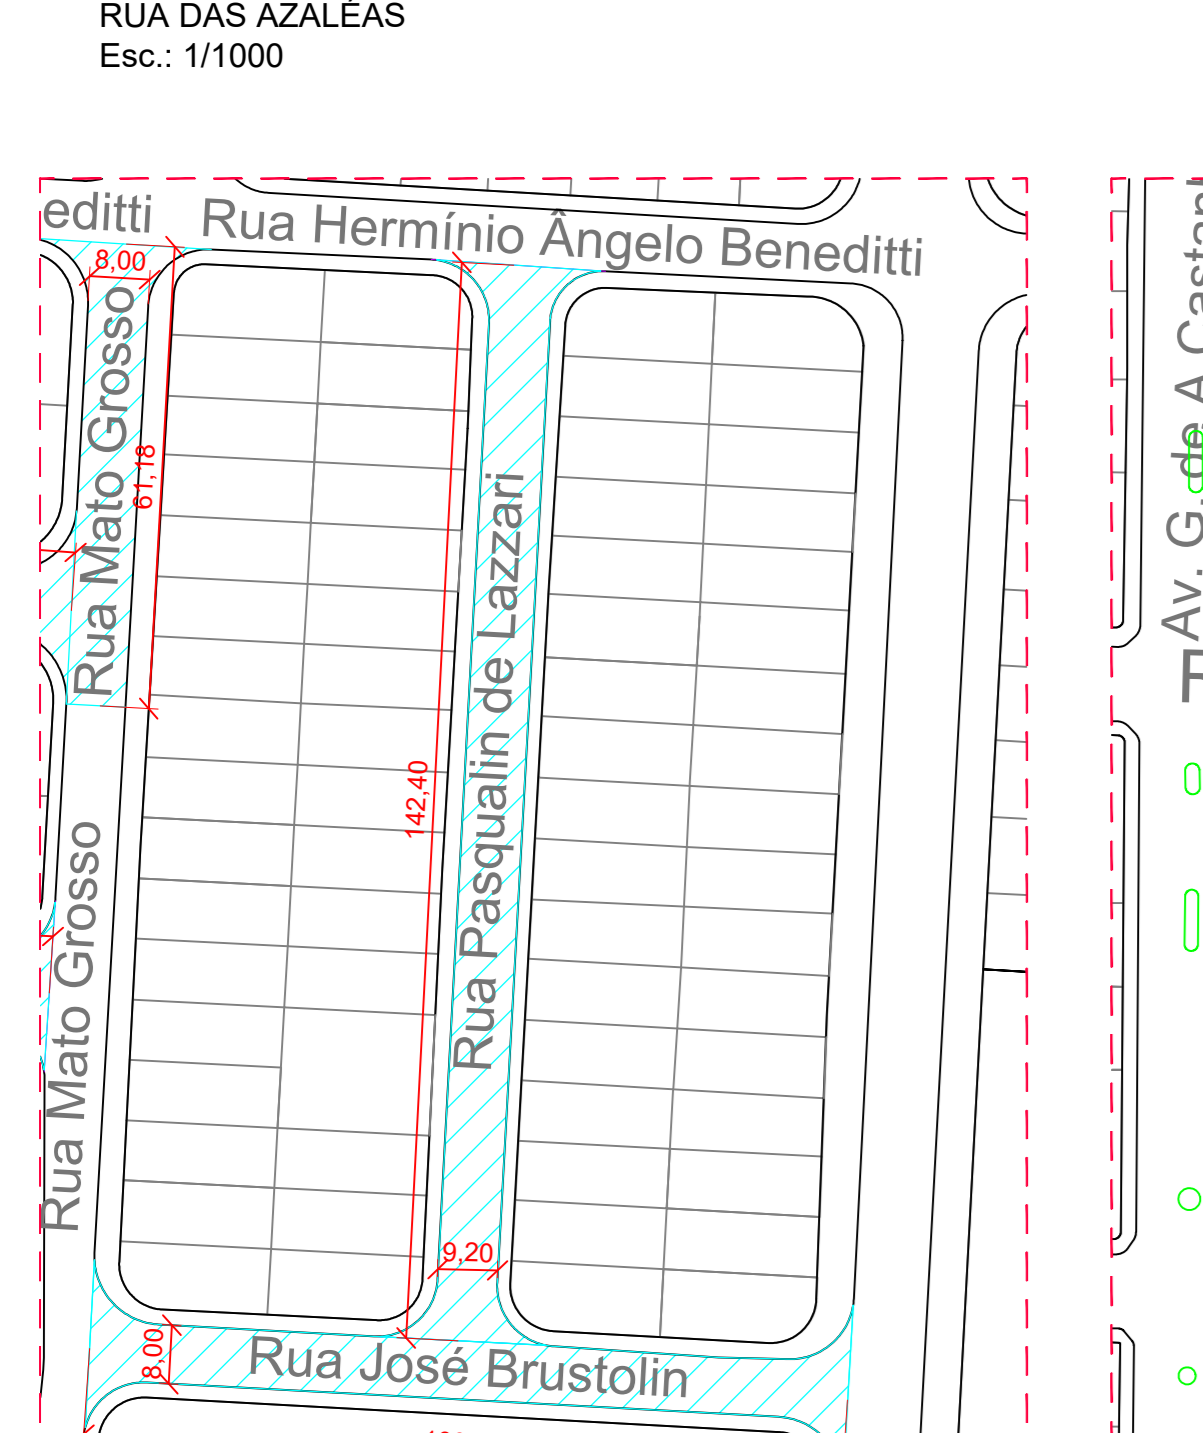 RUA DAS AZALÉAS
Esc.: 1/1000
editti
Rua Hermínio Ângelo Beneditti
8,00
Rua Mato Grosso
61,18
Rua Pasqualin de Lazzari
142,40
Rua Mato Grosso
9,20
8,00
Rua José Brustolin
Av. G. de A.